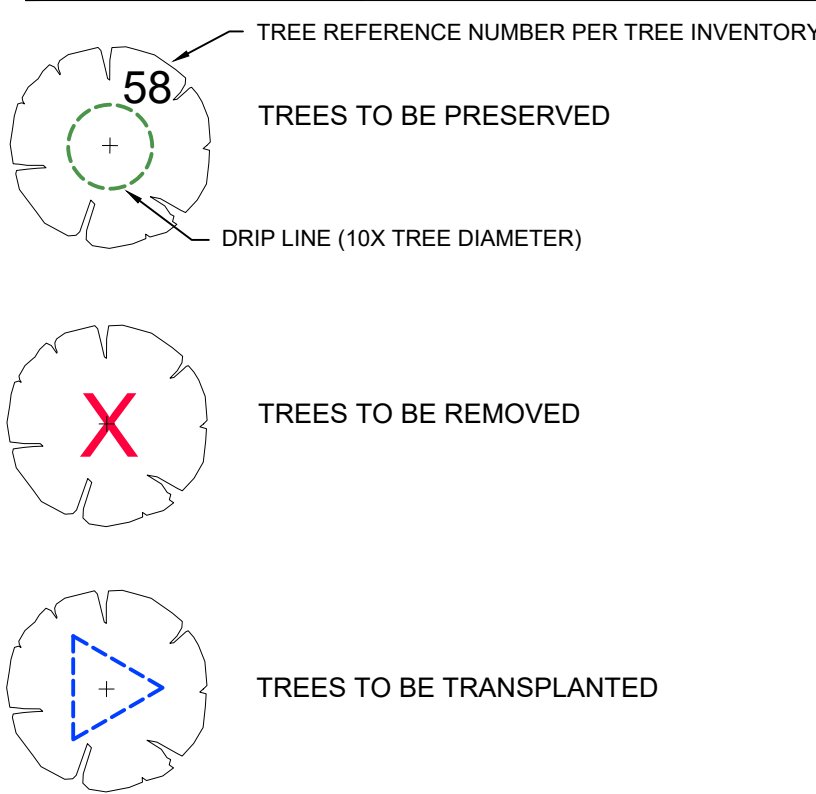 TREE REFERENCE NUMBER PER TREE INVENTORY
58
TREES TO BE PRESERVED
DRIP LINE (10X TREE DIAMETER)
X
TREES TO BE REMOVED
TREES TO BE TRANSPLANTED